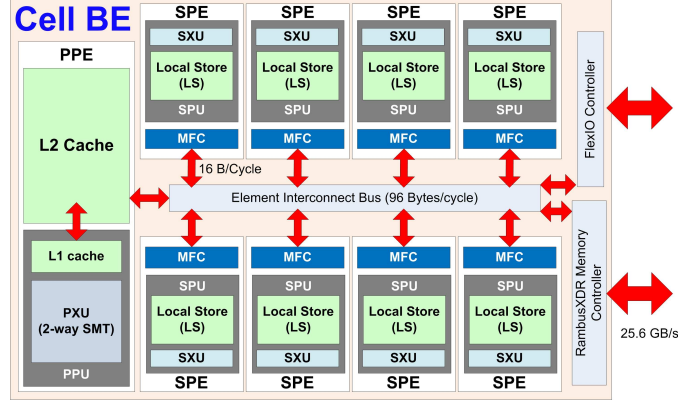 Cell BE
PPE
L2 Cache
L1 cache
PXU
(2-way SMT)
PPU
SPE
SXU
Local Store
(LS)
SPU
MFC
SPE
SXU
Local Store
(LS)
SPU
MFC
SPE
SXU
Local Store
(LS)
SPU
MFC
SPE
SXU
Local Store
(LS)
SPU
MFC
16 B/Cycle
Element Interconnect Bus (96 Bytes/cycle)
MFC
SPU
Local Store
(LS)
SXU
SPE
MFC
SPU
Local Store
(LS)
SXU
SPE
MFC
SPU
Local Store
(LS)
SXU
SPE
MFC
SPU
Local Store
(LS)
SXU
SPE
FlexIO Controller
RambusXDR Memory
Controller
25.6 GB/s